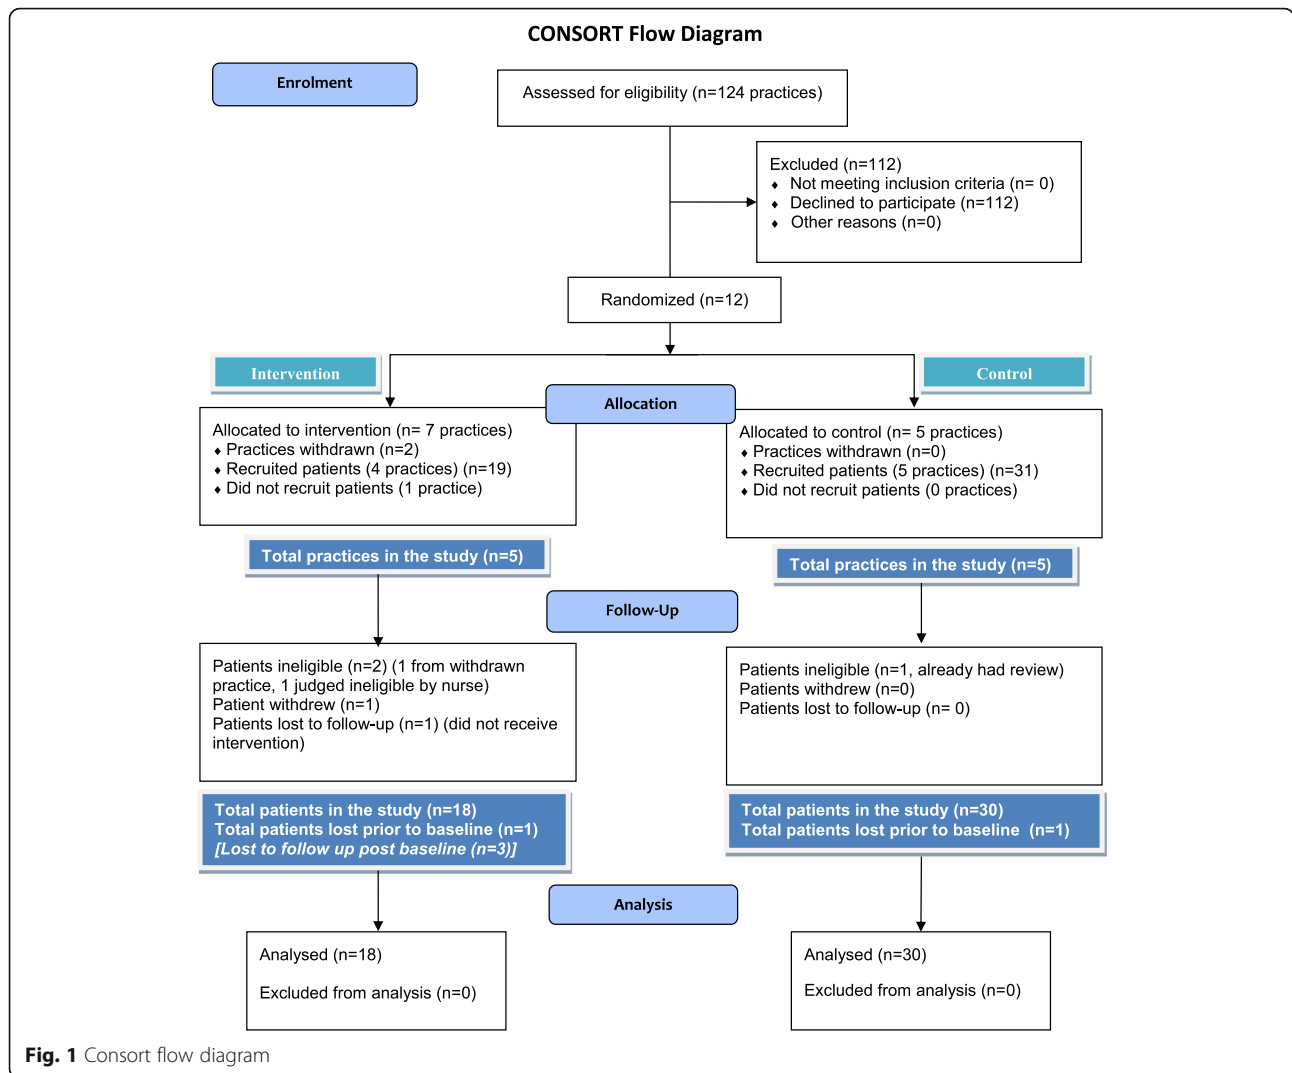 CONSORT Flow Diagram
Enrolment
Assessed for eligibility (n=124 practices)
Excluded (n=112)
♦ Not meeting inclusion criteria (n= 0)
♦ Declined to participate (n=112)
♦ Other reasons (n=0)
Randomized (n=12)
Intervention
Control
Allocation
Allocated to intervention (n= 7 practices)
♦ Practices withdrawn (n=2)
♦ Recruited patients (4 practices) (n=19)
♦ Did not recruit patients (1 practice)
Allocated to control (n= 5 practices)
♦ Practices withdrawn (n=0)
♦ Recruited patients (5 practices) (n=31)
♦ Did not recruit patients (0 practices)
Total practices in the study (n=5)
Total practices in the study (n=5)
Follow-Up
Patients ineligible (n=2) (1 from withdrawn
practice, 1 judged ineligible by nurse)
Patient withdrew (n=1)
Patients lost to follow-up (n=1) (did not receive
intervention)
Patients ineligible (n=1, already had review)
Patients withdrew (n=0)
Patients lost to follow-up (n= 0)
Total patients in the study (n=18)
Total patients lost prior to baseline (n=1)
[Lost to follow up post baseline (n=3)]
Total patients in the study (n=30)
Total patients lost prior to baseline (n=1)
Analysis
Analysed (n=18)
Excluded from analysis (n=0)
Analysed (n=30)
Excluded from analysis (n=0)
Fig. 1 Consort flow diagram